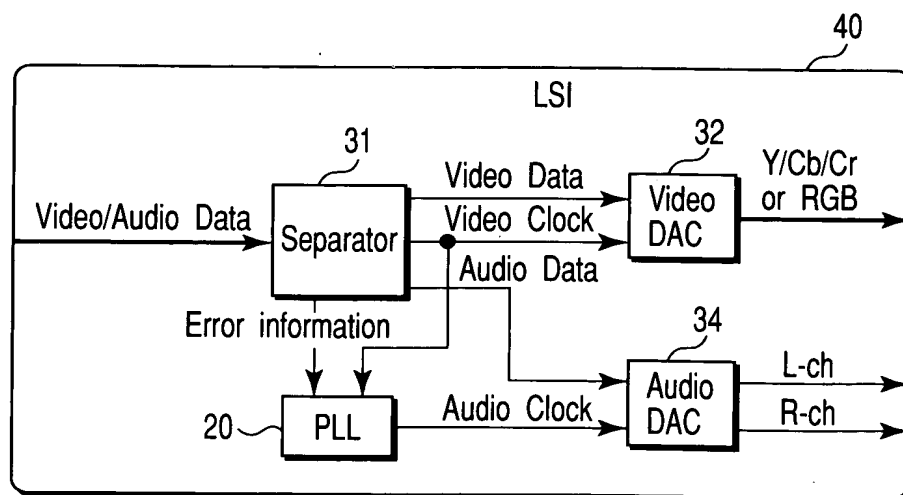 40
LSI
31
32
Video/Audio Data
Separator
Video Data
Video Clock
Audio Data
Video
DAC
Y/Cb/Cr
or RGB
Error information
34
20
PLL
Audio Clock
Audio
DAC
L-ch
R-ch